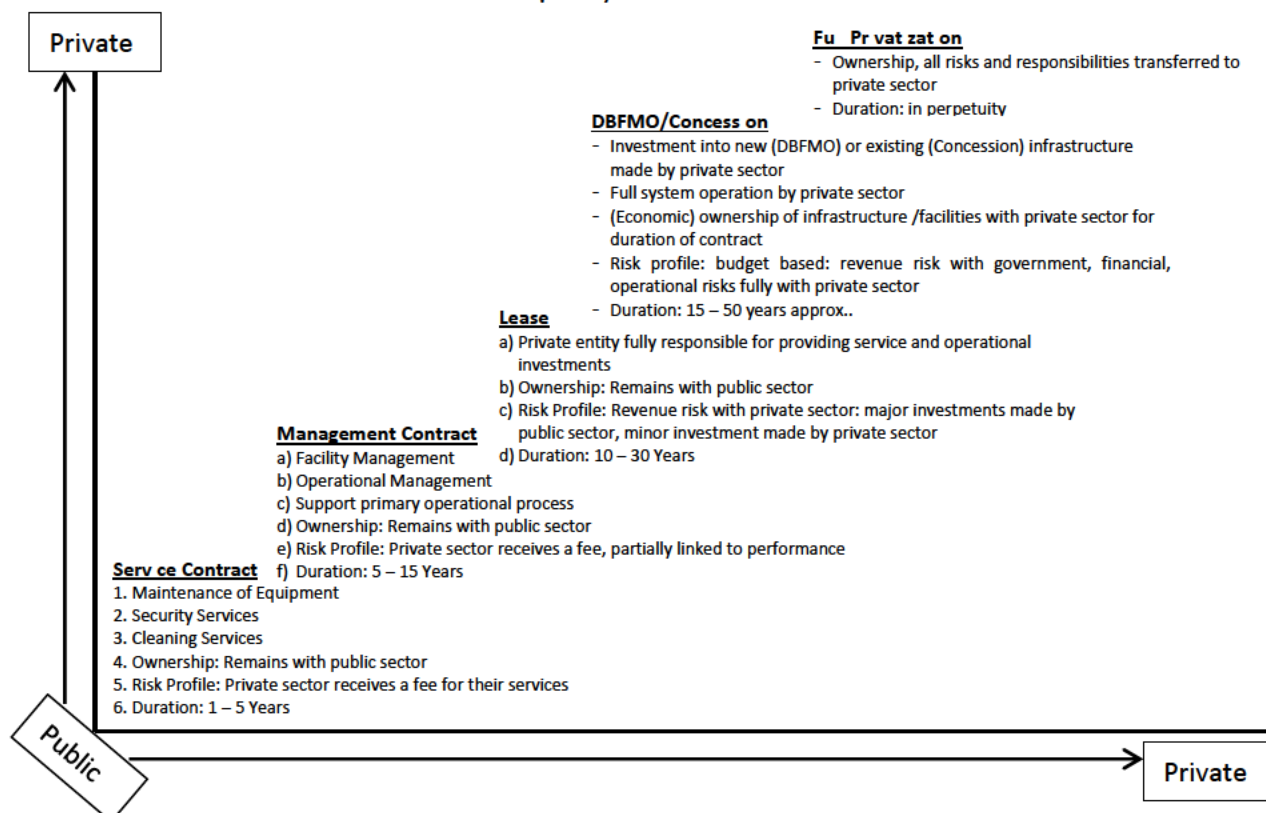 Private
Fu Pr vat zat on
- Ownership, all risks and responsibilities transferred to
private sector
- Duration: in perpetuity
DBFMO/Concess on
- Investment into new (DBFMO) or existing (Concession) infrastructure
made by private sector
- Full system operation by private sector
- (Economic) ownership of infrastructure /facilities with private sector for
duration of contract
- Risk profile: budget based: revenue risk with government, financial,
operational risks fully with private sector
- Duration: 15 – 50 years approx..
Lease
a) Private entity fully responsible for providing service and operational
investments
b) Ownership: Remains with public sector
c) Risk Profile: Revenue risk with private sector: major investments made by
public sector, minor investment made by private sector
d) Duration: 10 – 30 Years
Management Contract
a) Facility Management
b) Operational Management
c) Support primary operational process
d) Ownership: Remains with public sector
e) Risk Profile: Private sector receives a fee, partially linked to performance
f) Duration: 5 – 15 Years
Serv ce Contract
1. Maintenance of Equipment
2. Security Services
3. Cleaning Services
4. Ownership: Remains with public sector
5. Risk Profile: Private sector receives a fee for their services
6. Duration: 1 – 5 Years
Public
Private